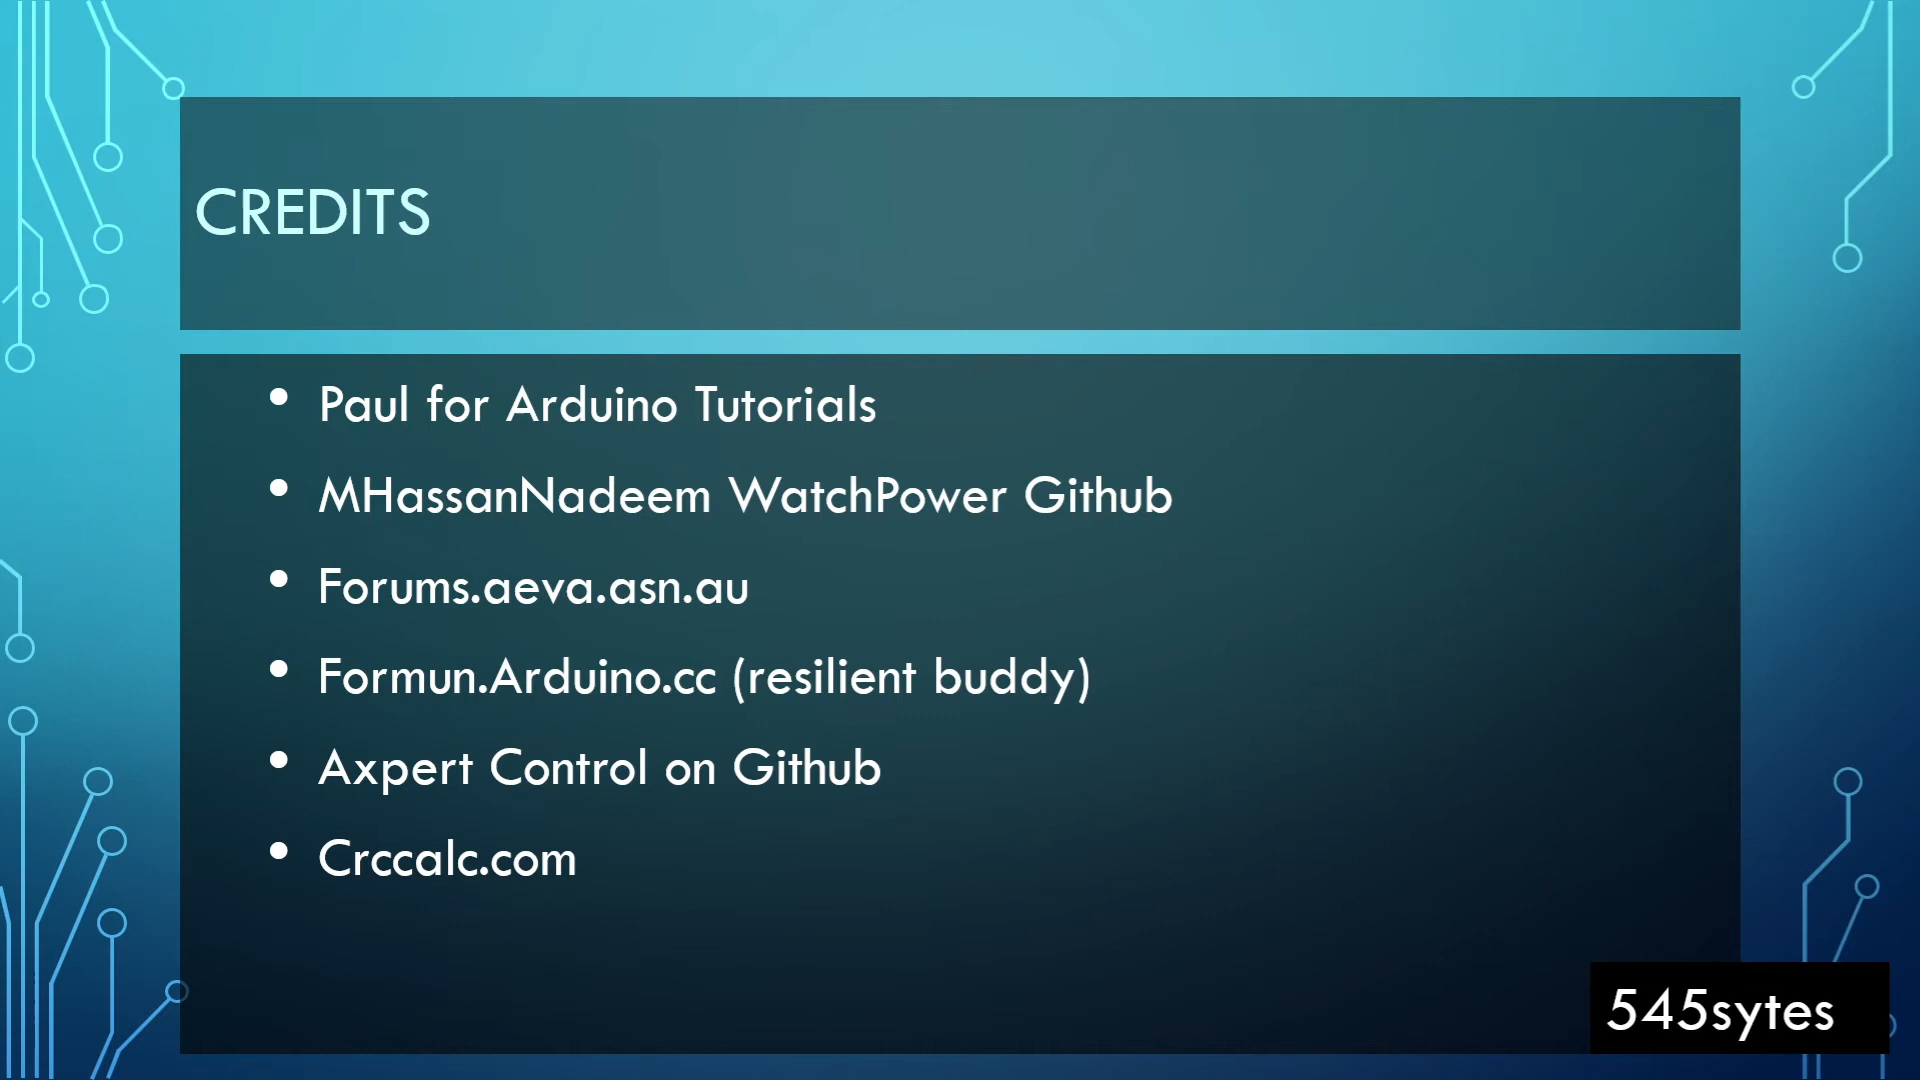 CREDITS
• Paul for Arduino Tutorials
• MHassanNadeem WatchPower Github
• Forums.aeva.asn.au
• Formun.Arduino.cc (resilient buddy)
• Axpert Control on Github
• Crccalc.com
545sytes